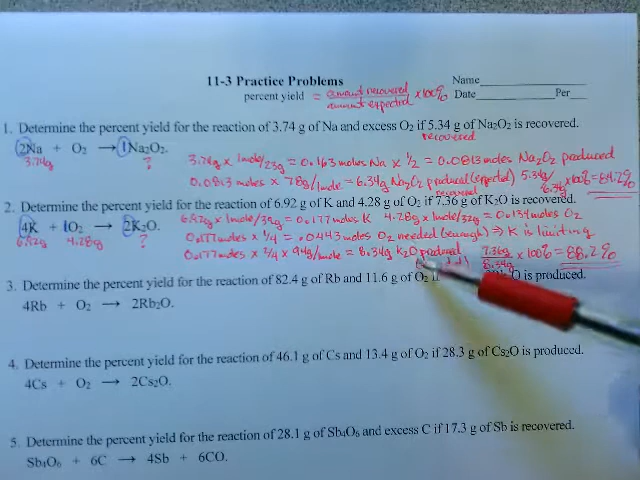 11-3 Practice Problems Name
percent yield = amount recovered / amount expected × 100% Date Per
1. Determine the percent yield for the reaction of 3.74 g of Na and excess O₂ if 5.34 g of Na₂O₂ is recovered.
recovered
2Na + O₂ → 1Na₂O₂. 3.74g × 1mole/23g = 0.163 moles Na × 1/2 = 0.0813 moles Na₂O₂ produced
3.74g ?
0.0813 moles × 78g/1mole = 6.34g Na₂O₂ produced (expected) 5.34g/6.34g × 100% = 84.2%
2. Determine the percent yield for the reaction of 6.92 g of K and 4.28 g of O₂ if 7.36 g of K₂O is recovered.
recovered
4K + 1O₂ → 2K₂O. 6.92g × 1mole/39g = 0.177 moles K 4.28g × 1mole/32g = 0.134 moles O₂
6.92g 4.28g ? 0.177 moles × 1/4 = .0443 moles O₂ needed (enough) ⇒ K is limiting
0.177 moles × 2/4 × 94g/mole = 8.34g K₂O produced 7.36g/8.34g × 100% = 88.2%
3. Determine the percent yield for the reaction of 82.4 g of Rb and 11.6 g of O₂ if O is produced.
4Rb + O₂ → 2Rb₂O.
4. Determine the percent yield for the reaction of 46.1 g of Cs and 13.4 g of O₂ if 28.3 g of Cs₂O is produced.
4Cs + O₂ → 2Cs₂O.
5. Determine the percent yield for the reaction of 28.1 g of Sb₄O₆ and excess C if 17.3 g of Sb is recovered.
Sb₄O₆ + 6C → 4Sb + 6CO.